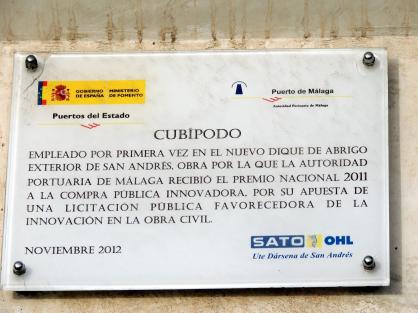 GOBIERNO DE ESPAÑA
MINISTERIO DE FOMENTO
Puertos del Estado
Puerto de Málaga
Autoridad Portuaria de Málaga
CUBÍPODO
EMPLEADO POR PRIMERA VEZ EN EL NUEVO DIQUE DE ABRIGO
EXTERIOR DE SAN ANDRÉS, OBRA POR LA QUE LA AUTORIDAD
PORTUARIA DE MÁLAGA RECIBIÓ EL PREMIO NACIONAL 2011
A LA COMPRA PÚBLICA INNOVADORA, POR SU APUESTA DE
UNA LICITACIÓN PÚBLICA FAVORECEDORA DE LA
INNOVACIÓN EN LA OBRA CIVIL.
NOVIEMBRE 2012
SATO OHL
Ute Dársena de San Andrés